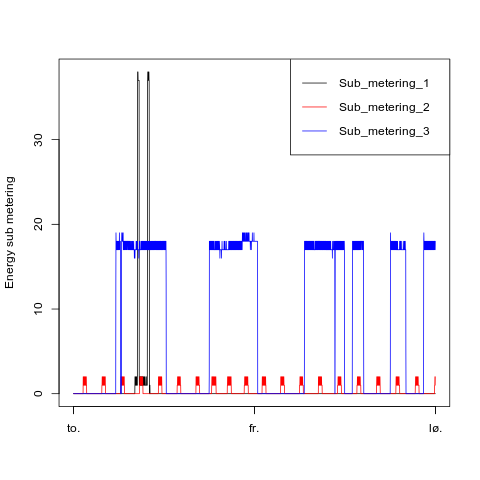 Sub_metering_1
Sub_metering_2
Sub_metering_3
Energy sub metering
30
20
10
0
to.
fr.
lø.